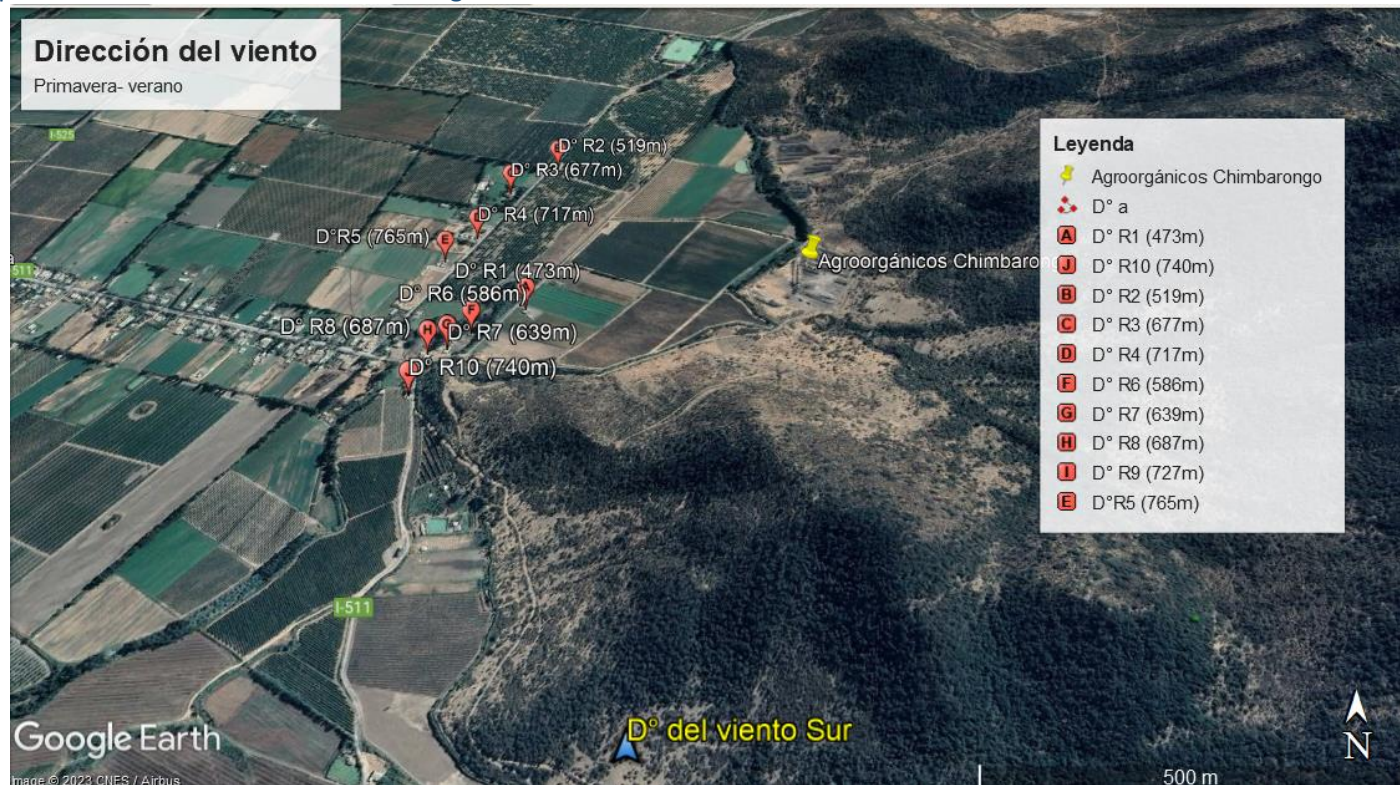 Dirección del viento
Primavera- verano
I-525
D° R2 (519m)
D° R3 (677m)
D° R4 (717m)
D°R5 (765m)
D° R1 (473m)
D° R6 (586m)
D° R8 (687m)
D° R7 (639m)
D° R10 (740m)
511
Agroorgánicos Chimbarongo
E
A
F
G
H
I-511
Leyenda
Agroorgánicos Chimbarongo
D° a
A D° R1 (473m)
J D° R10 (740m)
B D° R2 (519m)
C D° R3 (677m)
D D° R4 (717m)
F D° R6 (586m)
G D° R7 (639m)
H D° R8 (687m)
I D° R9 (727m)
E D°R5 (765m)
D° del viento Sur
Google Earth
Image © 2023 CNES / Airbus
500 m
N